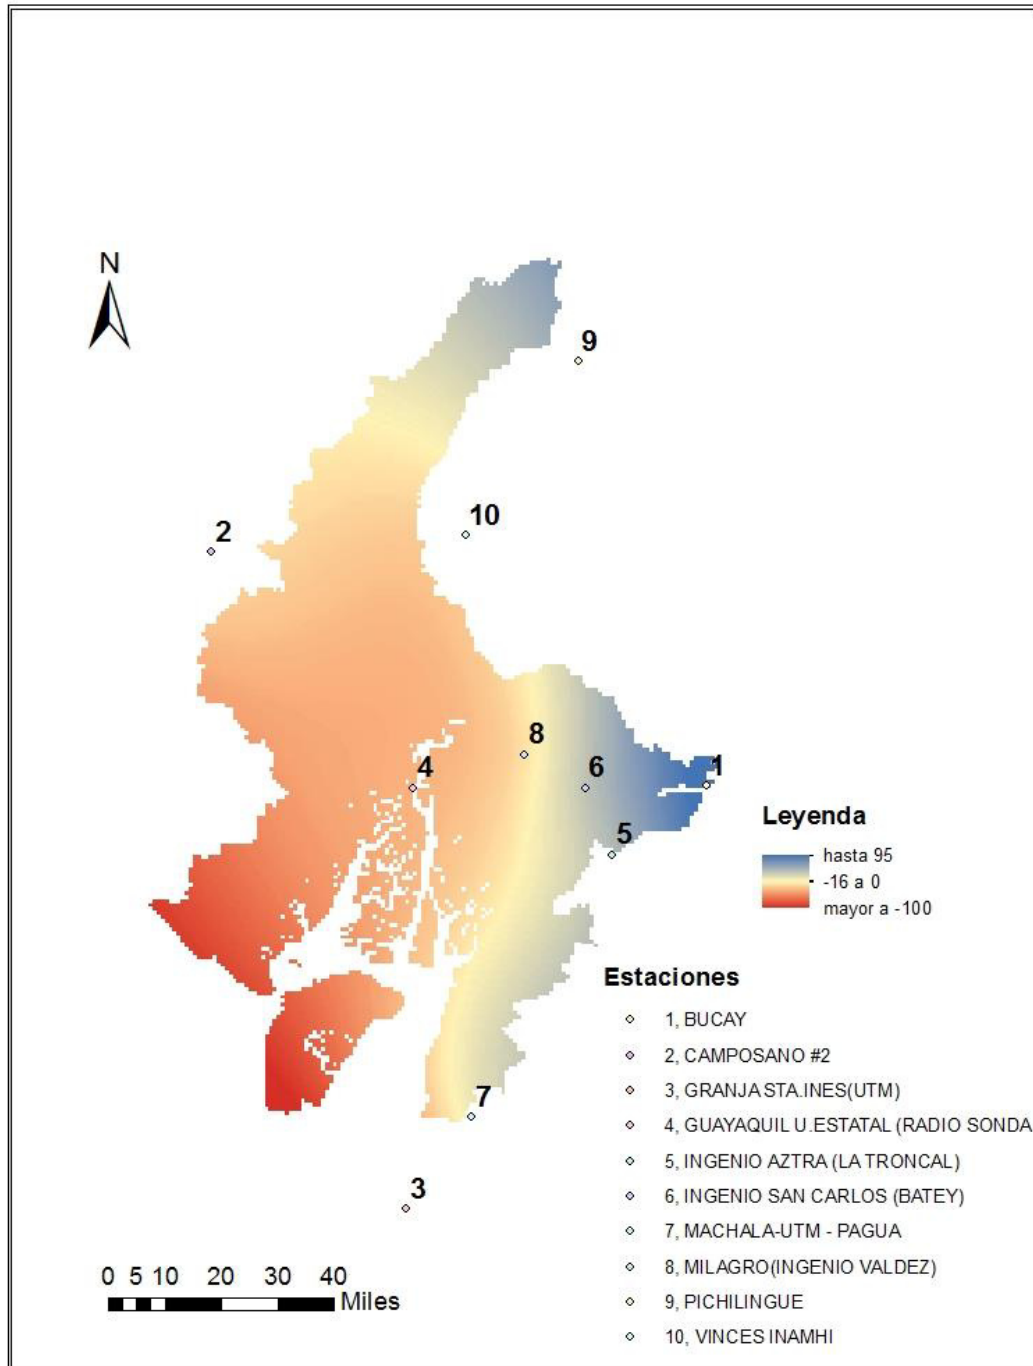 N
9
10
2
8
4
6
1
5
Leyenda
hasta 95
-16 a 0
mayor a -100
Estaciones
1, BUCAY
2, CAMPOSANO #2
3, GRANJA STA.INES(UTM)
4, GUAYAQUIL U.ESTATAL (RADIO SONDA
5, INGENIO AZTRA (LA TRONCAL)
6, INGENIO SAN CARLOS (BATEY)
7, MACHALA-UTM - PAGUA
8, MILAGRO(INGENIO VALDEZ)
9, PICHILINGUE
10, VINCES INAMHI
7
3
0 5 10 20 30 40
Miles